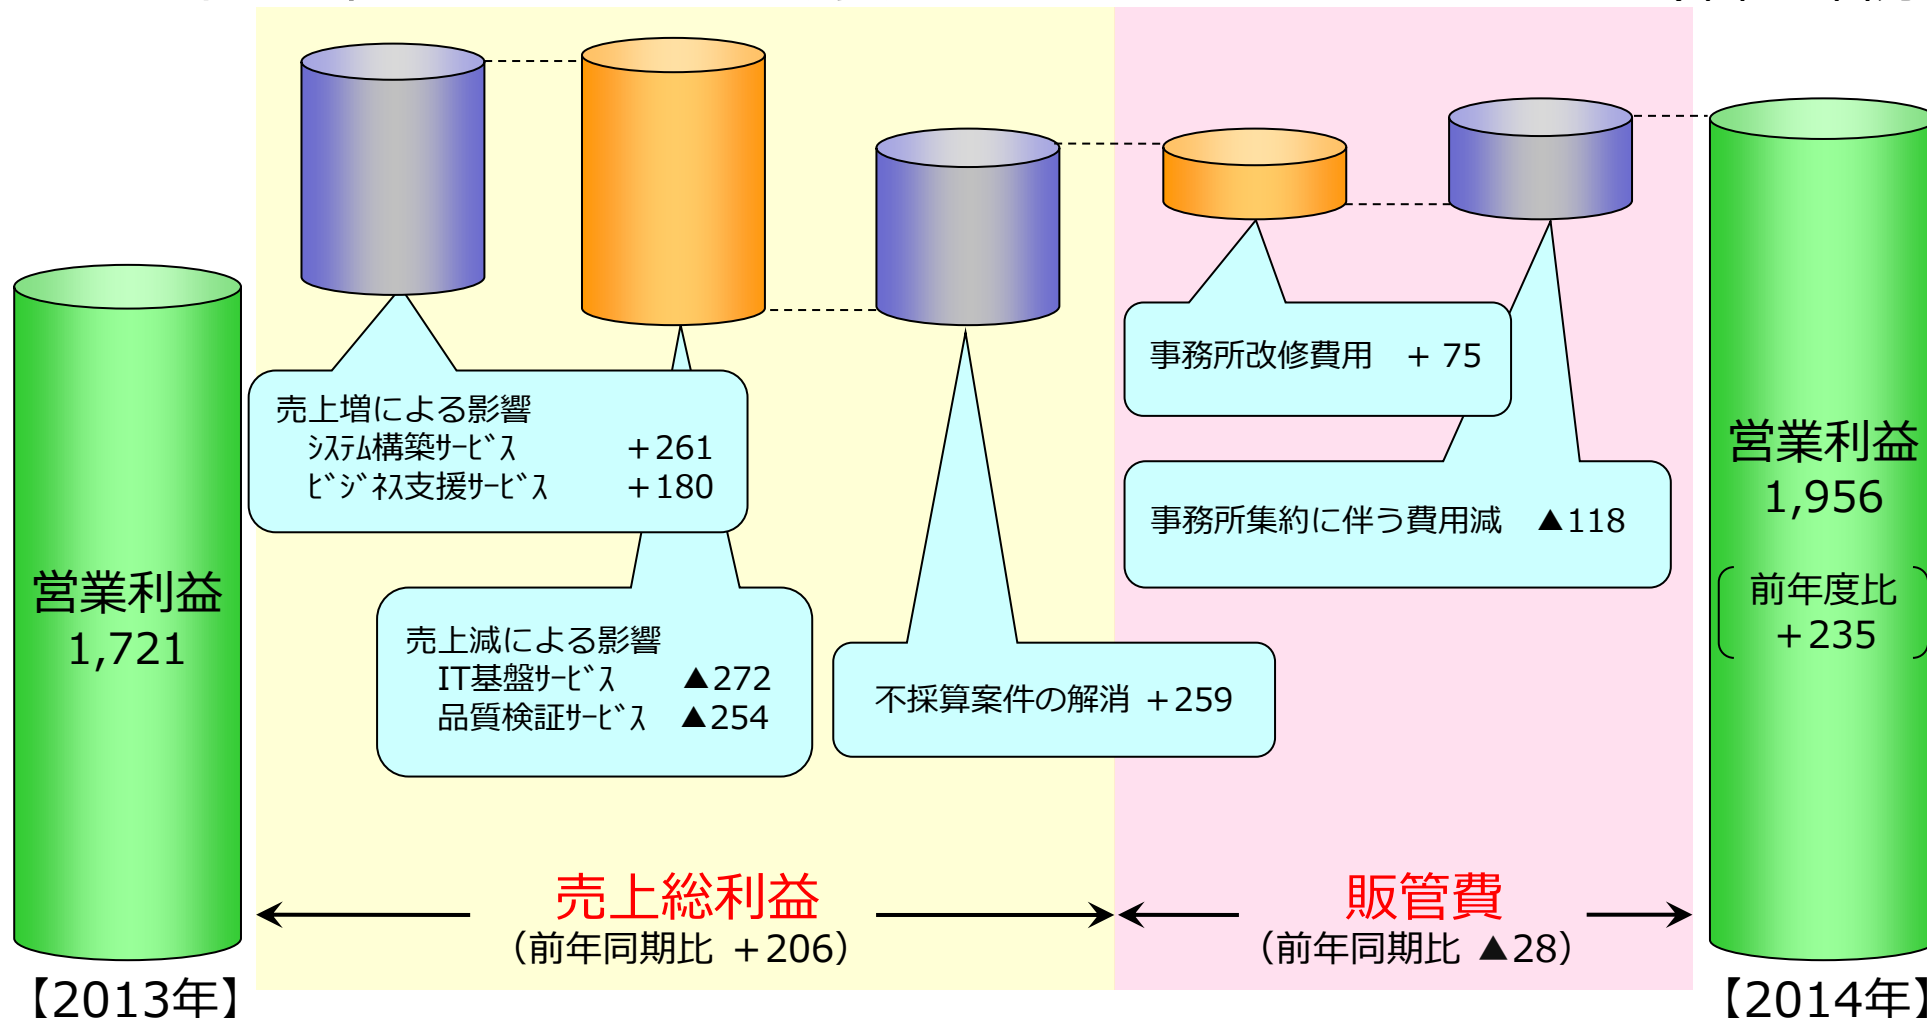 売上増による影響
ｼｽﾃﾑ構築ｻｰﾋﾞｽ +261
ﾋﾞｼﾞﾈｽ支援ｻｰﾋﾞｽ +180
売上減による影響
IT基盤ｻｰﾋﾞｽ ▲272
品質検証ｻｰﾋﾞｽ ▲254
不採算案件の解消 +259
事務所改修費用 + 75
事務所集約に伴う費用減 ▲118
営業利益
1,721
営業利益
1,956
前年度比
+235
売上総利益
（前年同期比 +206）
販管費
（前年同期比 ▲28）
【2013年】
【2014年】